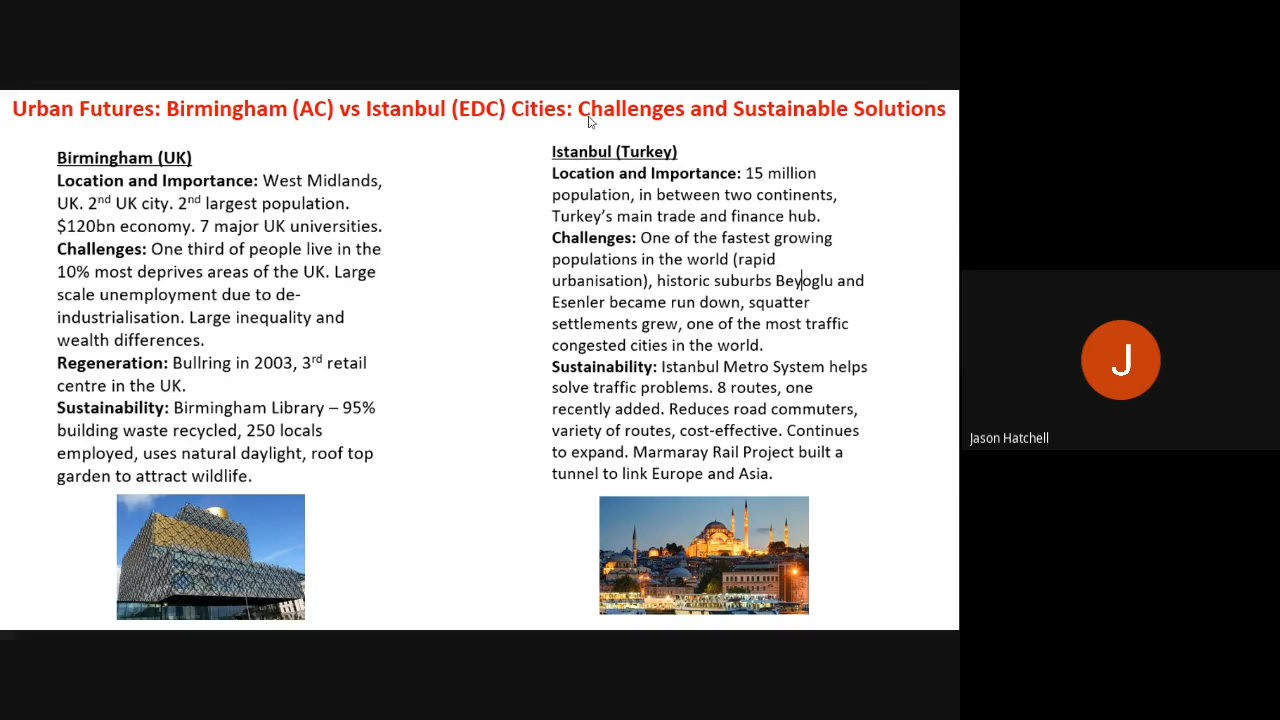 Urban Futures: Birmingham (AC) vs Istanbul (EDC) Cities: Challenges and Sustainable Solutions
Birmingham (UK)
Location and Importance: West Midlands,
UK. 2nd UK city. 2nd largest population.
$120bn economy. 7 major UK universities.
Challenges: One third of people live in the
10% most deprives areas of the UK. Large
scale unemployment due to de-
industrialisation. Large inequality and
wealth differences.
Regeneration: Bullring in 2003, 3rd retail
centre in the UK.
Sustainability: Birmingham Library – 95%
building waste recycled, 250 locals
employed, uses natural daylight, roof top
garden to attract wildlife.
Istanbul (Turkey)
Location and Importance: 15 million
population, in between two continents,
Turkey’s main trade and finance hub.
Challenges: One of the fastest growing
populations in the world (rapid
urbanisation), historic suburbs Beyoglu and
Esenler became run down, squatter
settlements grew, one of the most traffic
congested cities in the world.
Sustainability: Istanbul Metro System helps
solve traffic problems. 8 routes, one
recently added. Reduces road commuters,
variety of routes, cost-effective. Continues
to expand. Marmaray Rail Project built a
tunnel to link Europe and Asia.
J
Jason Hatchell